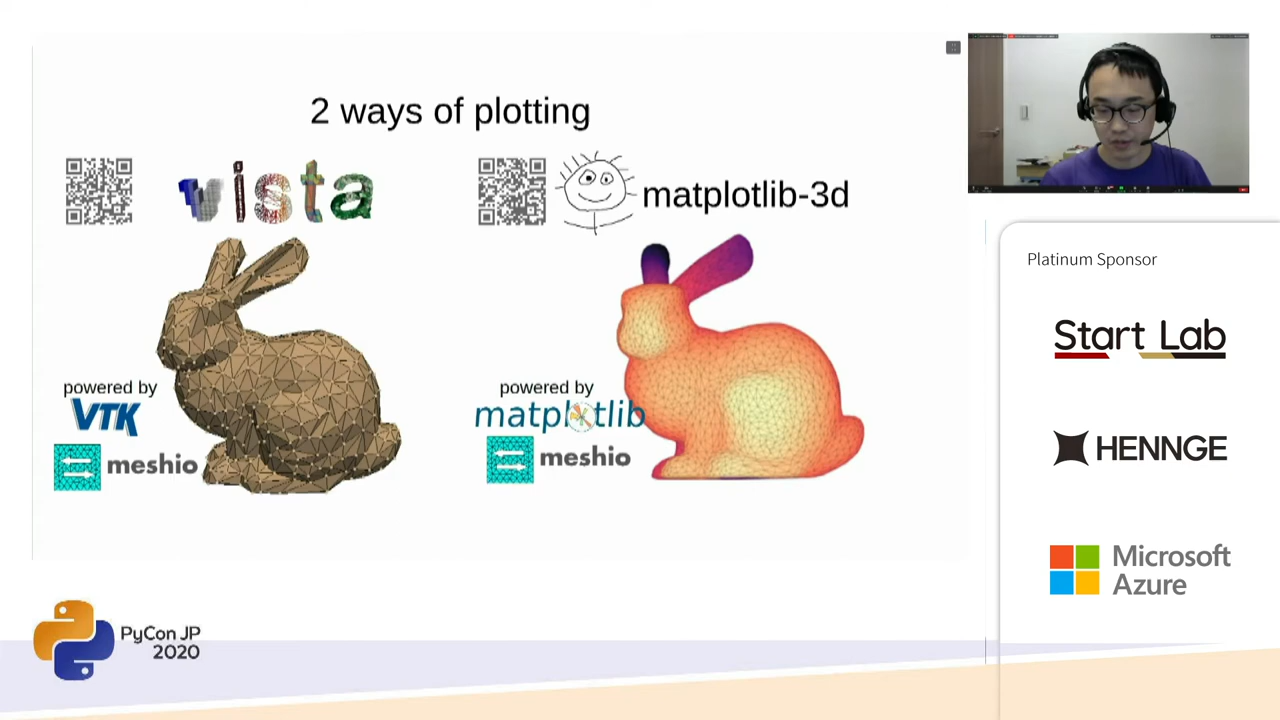 2 ways of plotting
vista
matplotlib-3d
powered by
VTK
meshio
powered by
matplotlib
meshio
Platinum Sponsor
Start Lab
HENNGE
Microsoft
Azure
PyCon JP
2020